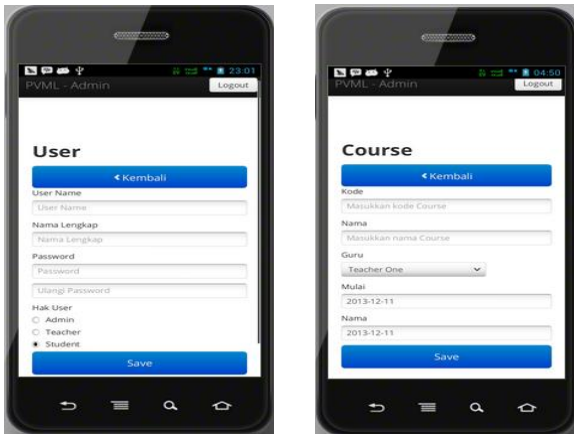 23:01
PVML - Admin
Logout
User
Kembali
User Name
User Name
Nama Lengkap
Nama Lengkap
Password
Password
Ulangi Password
Hak User
Admin
Teacher
Student
Save
04:50
PVML - Admin
Logout
Course
Kembali
Kode
Masukkan kode Course
Nama
Masukkan nama Course
Guru
Teacher One
Mulai
2013-12-11
Nama
2013-12-11
Save